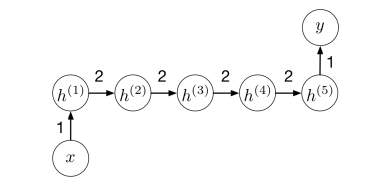 y
2 2 2 2 1
h^{(1)} h^{(2)} h^{(3)} h^{(4)} h^{(5)}
1
x